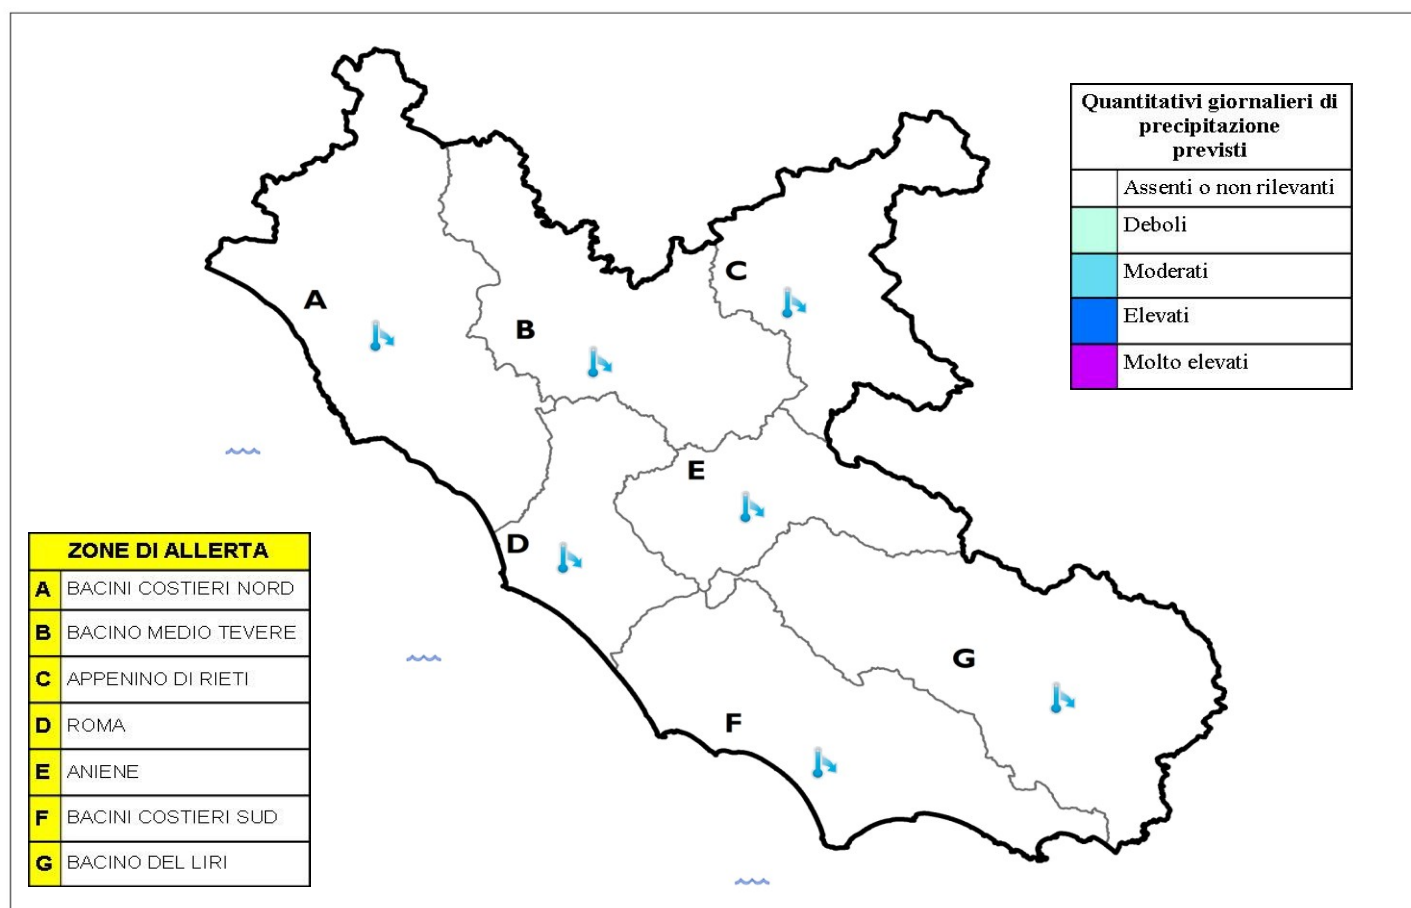 Quantitativi giornalieri di
precipitazione
previsti
Assenti o non rilevanti
Deboli
Moderati
Elevati
Molto elevati
A
B
C
D
E
F
G
ZONE DI ALLERTA
A BACINI COSTIERI NORD
B BACINO MEDIO TEVERE
C APPENINO DI RIETI
D ROMA
E ANIENE
F BACINI COSTIERI SUD
G BACINO DEL LIRI